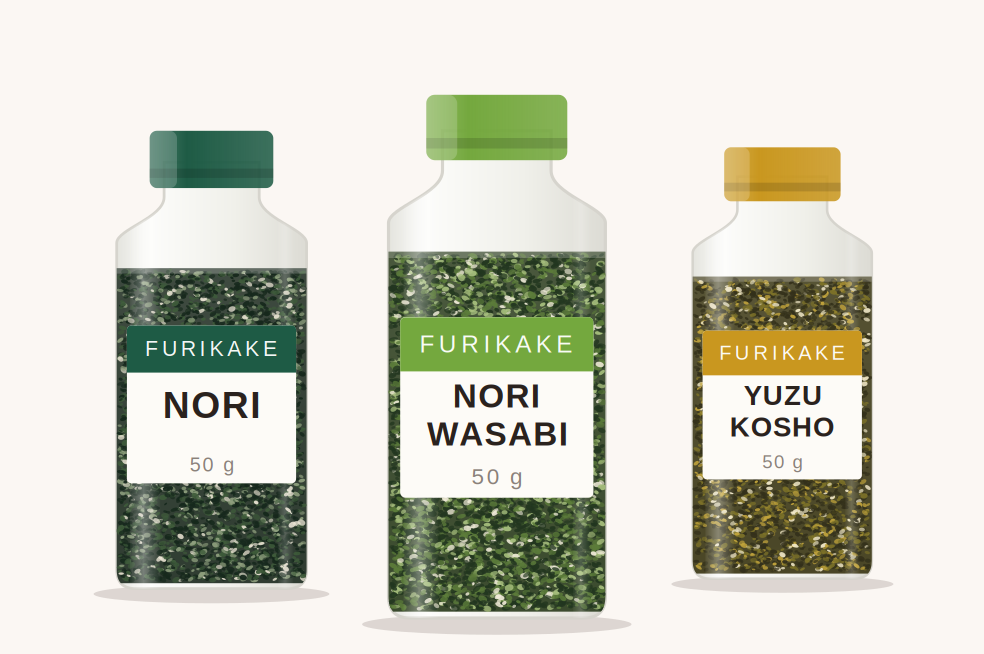 FURIKAKE
NORI
50 g
FURIKAKE
NORI
WASABI
50 g
FURIKAKE
YUZU
KOSHO
50 g